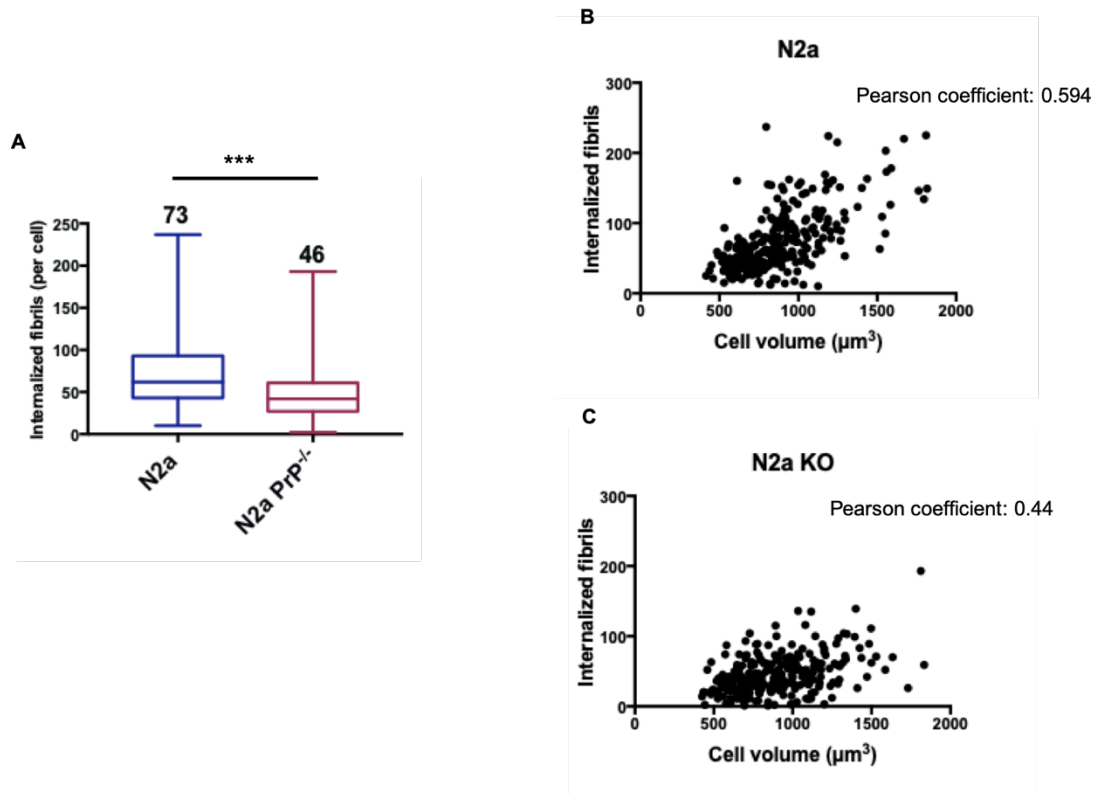 A
***
73
46
Internalized fibrils (per cell)
250
200
150
100
50
0
N2a
N2a PrP-/-
B
N2a
Pearson coefficient: 0.594
Internalized fibrils
300
200
100
0
0 500 1000 1500 2000
Cell volume (µm³)
C
N2a KO
Pearson coefficient: 0.44
Internalized fibrils
300
200
100
0
0 500 1000 1500 2000
Cell volume (µm³)